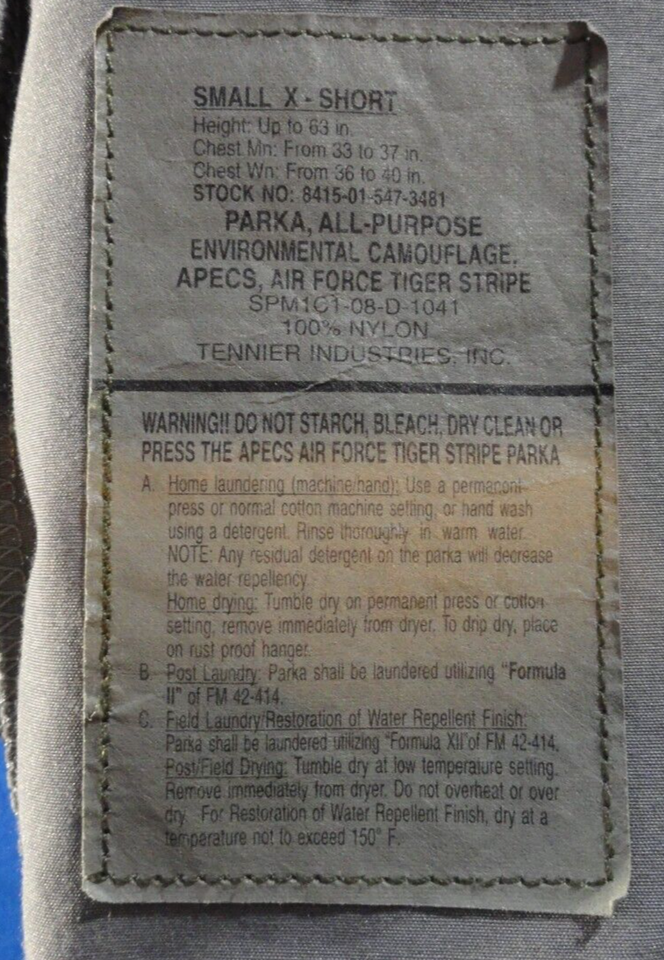 SMALL X-SHORT
Height: Up to 63 in.
Chest Mn: From 33 to 37 in.
Chest Wn: From 36 to 40 in.
STOCK NO: 8415-01-547-3481
PARKA, ALL-PURPOSE
ENVIRONMENTAL CAMOUFLAGE.
APECS, AIR FORCE TIGER STRIPE
SPM1C1-08-D-1041
100% NYLON
TENNIER INDUSTRIES, INC.
WARNING!! DO NOT STARCH, BLEACH, DRY CLEAN OR
PRESS THE APECS AIR FORCE TIGER STRIPE PARKA
A. Home laundering (machine/hand): Use a permanent
press or normal cotton machine setting, or hand wash
using a detergent. Rinse thoroughly in warm water.
NOTE: Any residual detergent on the parka will decrease
the water repellency.
Home drying: Tumble dry on permanent press or cotton
setting, remove immediately from dryer. To drip dry, place
on rust proof hanger.
B. Post Laundry: Parka shall be laundered utilizing "Formula
II" of FM 42-414.
C. Field Laundry/Restoration of Water Repellent Finish:
Parka shall be laundered utilizing "Formula XII" of FM 42-414.
Post/Field Drying: Tumble dry at low temperature setting.
Remove immediately from dryer. Do not overheat or over
dry. For Restoration of Water Repellent Finish, dry at a
temperature not to exceed 150° F.